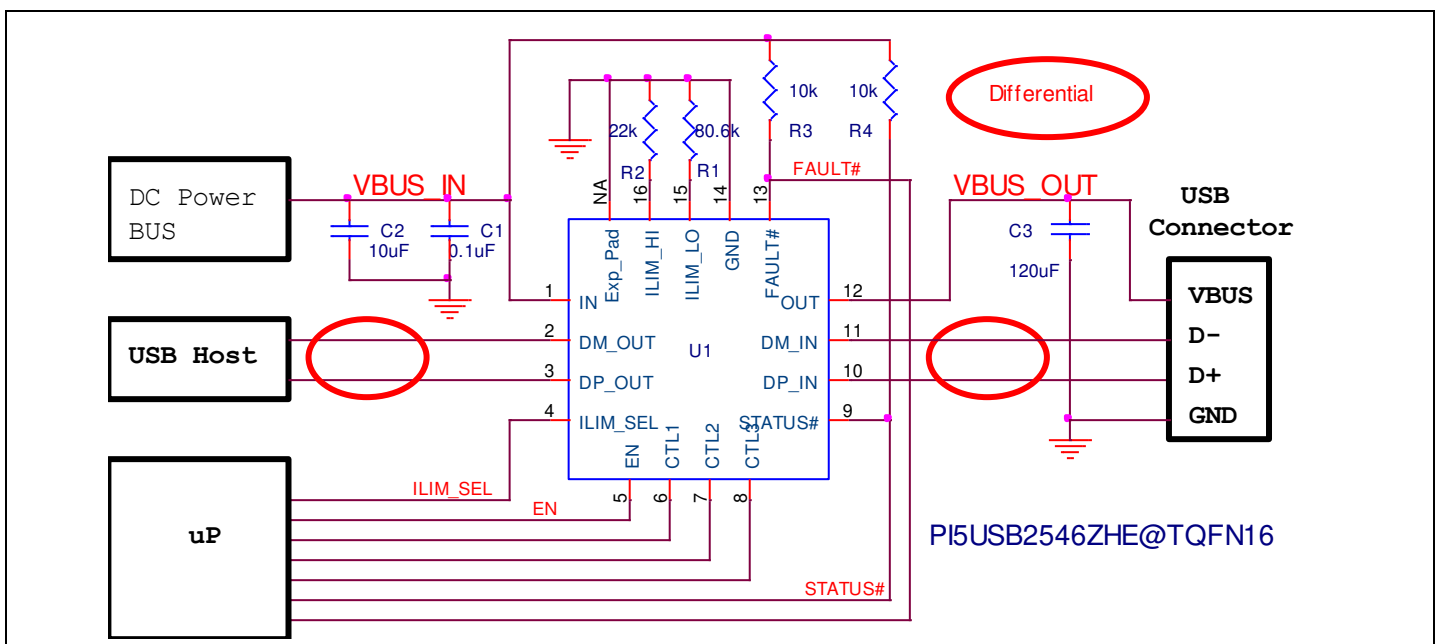 Differential
10k
10k
R3
R4
22k
80.6k
R2
R1
FAULT#
DC Power
BUS
VBUS_IN
C2
10uF
C1
0.1uF
NA
16
15
14
13
VBUS_OUT
C3
120uF
USB
Connector
Exp_Pad
ILIM_HI
ILIM_LO
GND
FAULT#
1
IN
OUT
12
VBUS
USB Host
2
DM_OUT
U1
DM_IN
11
D-
3
DP_OUT
DP_IN
10
D+
4
ILIM_SEL
STATUS#
9
GND
EN
CTL1
CTL2
CTL3
5
6
7
8
uP
ILIM_SEL
EN
STATUS#
PI5USB2546ZHE@TQFN16